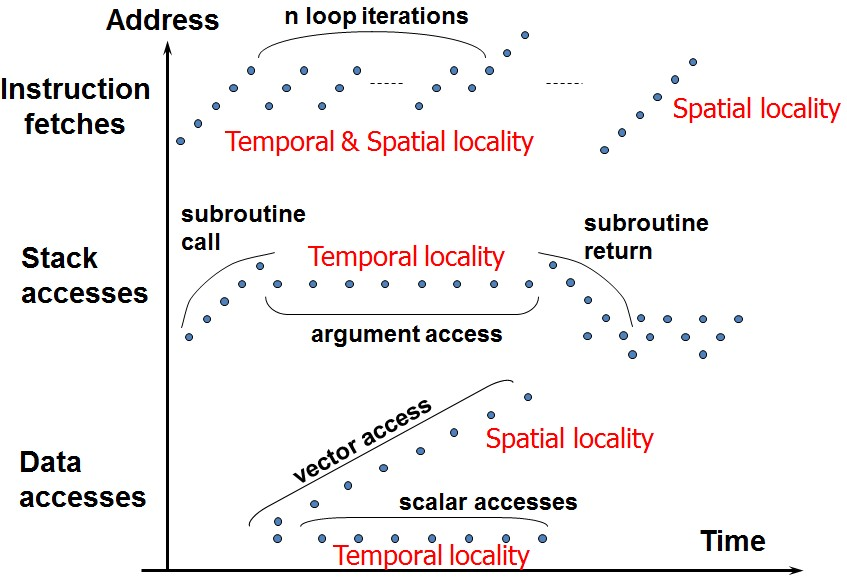 Address
n loop iterations
Instruction
fetches
Temporal & Spatial locality
Spatial locality
subroutine
call
Temporal locality
subroutine
return
Stack
accesses
argument access
vector access
Spatial locality
Data
accesses
scalar accesses
Temporal locality
Time